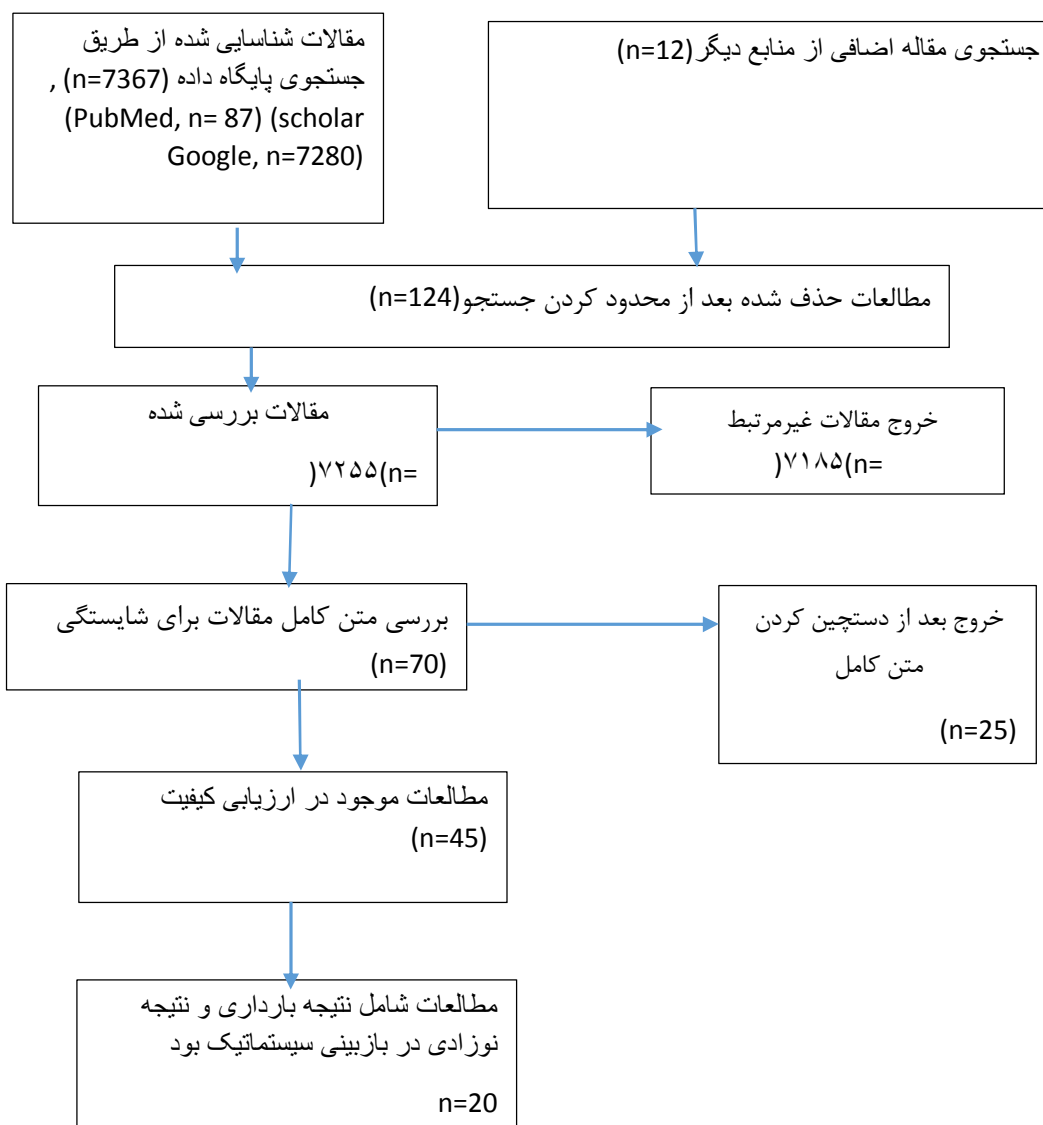 مقالات شناسایی شده از طریق
جستجوی پایگاه داده (n=7367) ,
(PubMed, n= 87) (scholar
Google, n=7280)
جستجوی مقاله اضافی از منابع دیگر(n=12)
مطالعات حذف شده بعد از محدود کردن جستجو(n=124)
مقالات بررسی شده
)۷۲۵۵(n=
خروج مقالات غیرمرتبط
)۷۱۸۵(n=
بررسی متن کامل مقالات برای شایستگی
(n=70)
خروج بعد از دستچین کردن
متن کامل
(n=25)
مطالعات موجود در ارزیابی کیفیت
(n=45)
مطالعات شامل نتیجه بارداری و نتیجه
نوزادی در بازبینی سیستماتیک بود
n=20